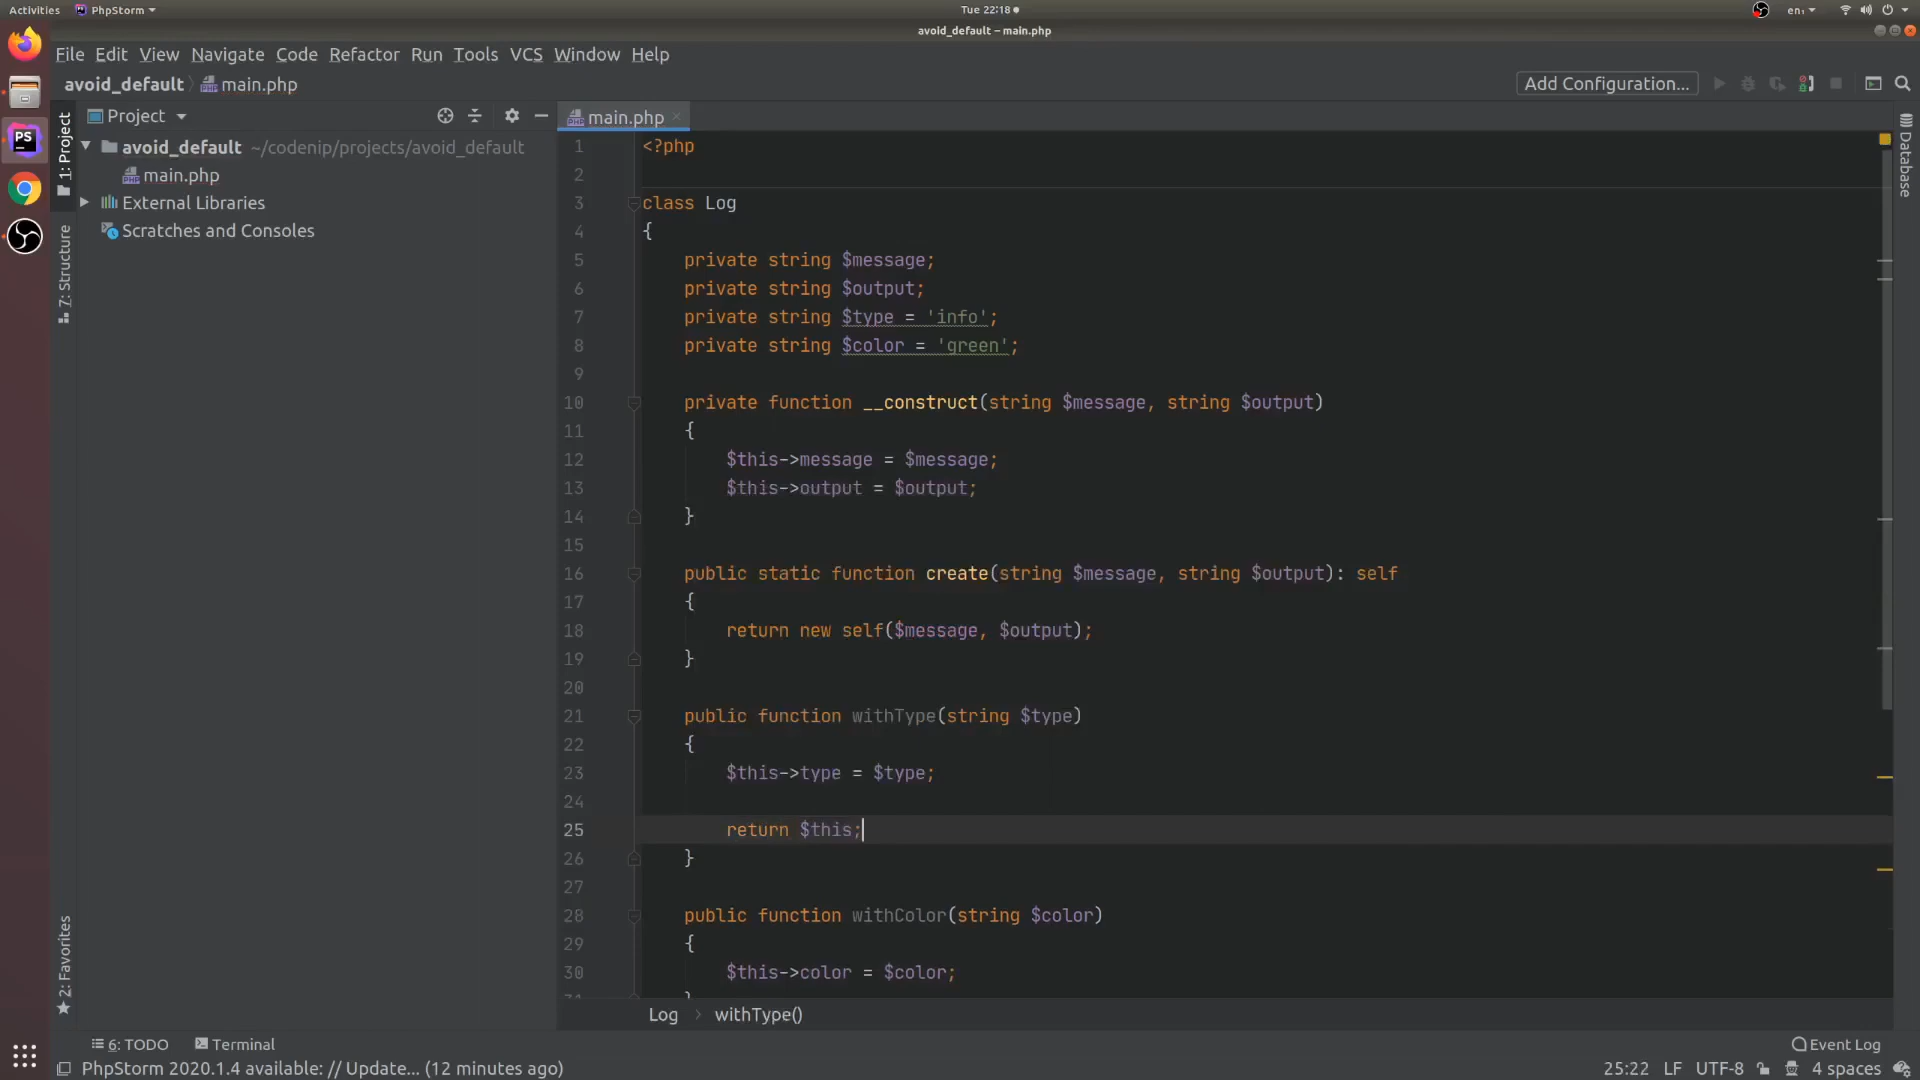 Activities PhpStorm Tue 22:18 en₁
avoid_default – main.php
File Edit View Navigate Code Refactor Run Tools VCS Window Help
avoid_default main.php Add Configuration...
Project
main.php
1: Project
7: Structure
2: Favorites
Database
avoid_default ~/codenip/projects/avoid_default
main.php
External Libraries
Scratches and Consoles
1 <?php
2
3 class Log
4 {
5 private string $message;
6 private string $output;
7 private string $type = 'info';
8 private string $color = 'green';
9
10 private function __construct(string $message, string $output)
11 {
12 $this->message = $message;
13 $this->output = $output;
14 }
15
16 public static function create(string $message, string $output): self
17 {
18 return new self($message, $output);
19 }
20
21 public function withType(string $type)
22 {
23 $this->type = $type;
24
25 return $this;
26 }
27
28 public function withColor(string $color)
29 {
30 $this->color = $color;
Log › withType()
6: TODO Terminal Event Log
PhpStorm 2020.1.4 available: // Update... (12 minutes ago) 25:22 LF UTF-8 4 spaces